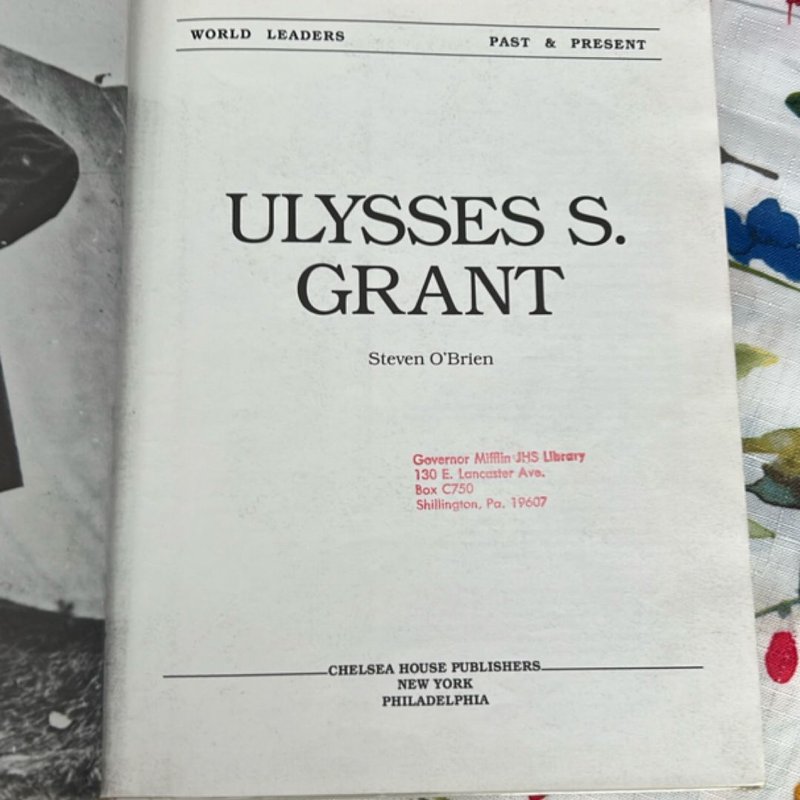 WORLD LEADERS PAST & PRESENT
ULYSSES S.
GRANT
Steven O'Brien
Governor Mifflin JHS Library
130 E. Lancaster Ave.
Box C750
Shillington, Pa. 19607
CHELSEA HOUSE PUBLISHERS
NEW YORK
PHILADELPHIA